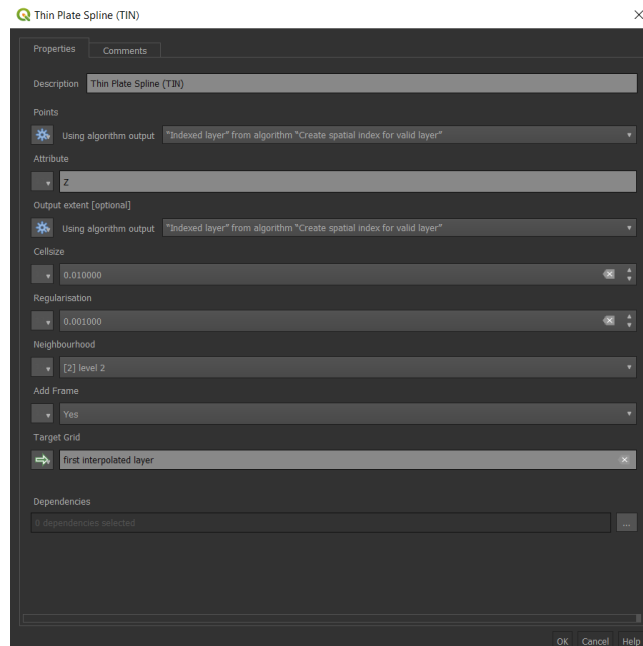 Thin Plate Spline (TIN)
Properties
Comments
Description
Thin Plate Spline (TIN)
Points
Using algorithm output
"Indexed layer" from algorithm "Create spatial index for valid layer"
Attribute
Z
Output extent [optional]
Using algorithm output
"Indexed layer" from algorithm "Create spatial index for valid layer"
Cellsize
0.010000
Regularisation
0.001000
Neighbourhood
[2] level 2
Add Frame
Yes
Target Grid
first interpolated layer
Dependencies
0 dependencies selected
...
OK
Cancel
Help